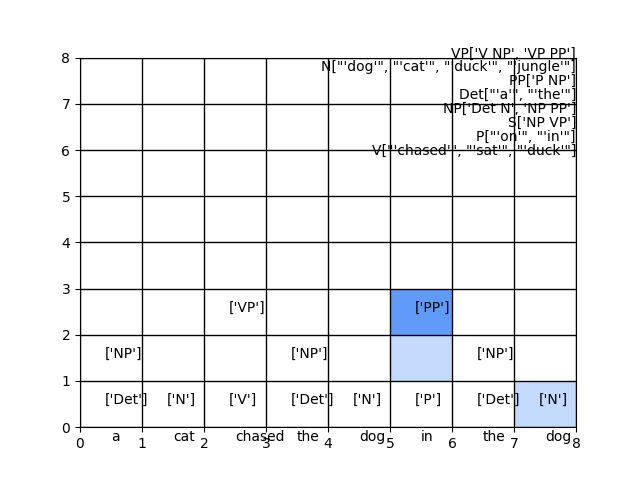 VP['V NP', 'VP PP']
N["'dog'", "'cat'", "'duck'", "'jungle'"]
PP['P NP']
Det["'a'", "'the'"]
NP['Det N', 'NP PP']
S['NP VP']
P["'on'", "'in'"]
V["'chased'", "'sat'", "'duck'"]
8
7
6
5
4
3
['VP'] ['PP']
2
['NP'] ['NP'] ['NP']
1
['Det'] ['N'] ['V'] ['Det'] ['N'] ['P'] ['Det'] ['N']
0
a cat chased the dog in the dog
0 1 2 3 4 5 6 7 8